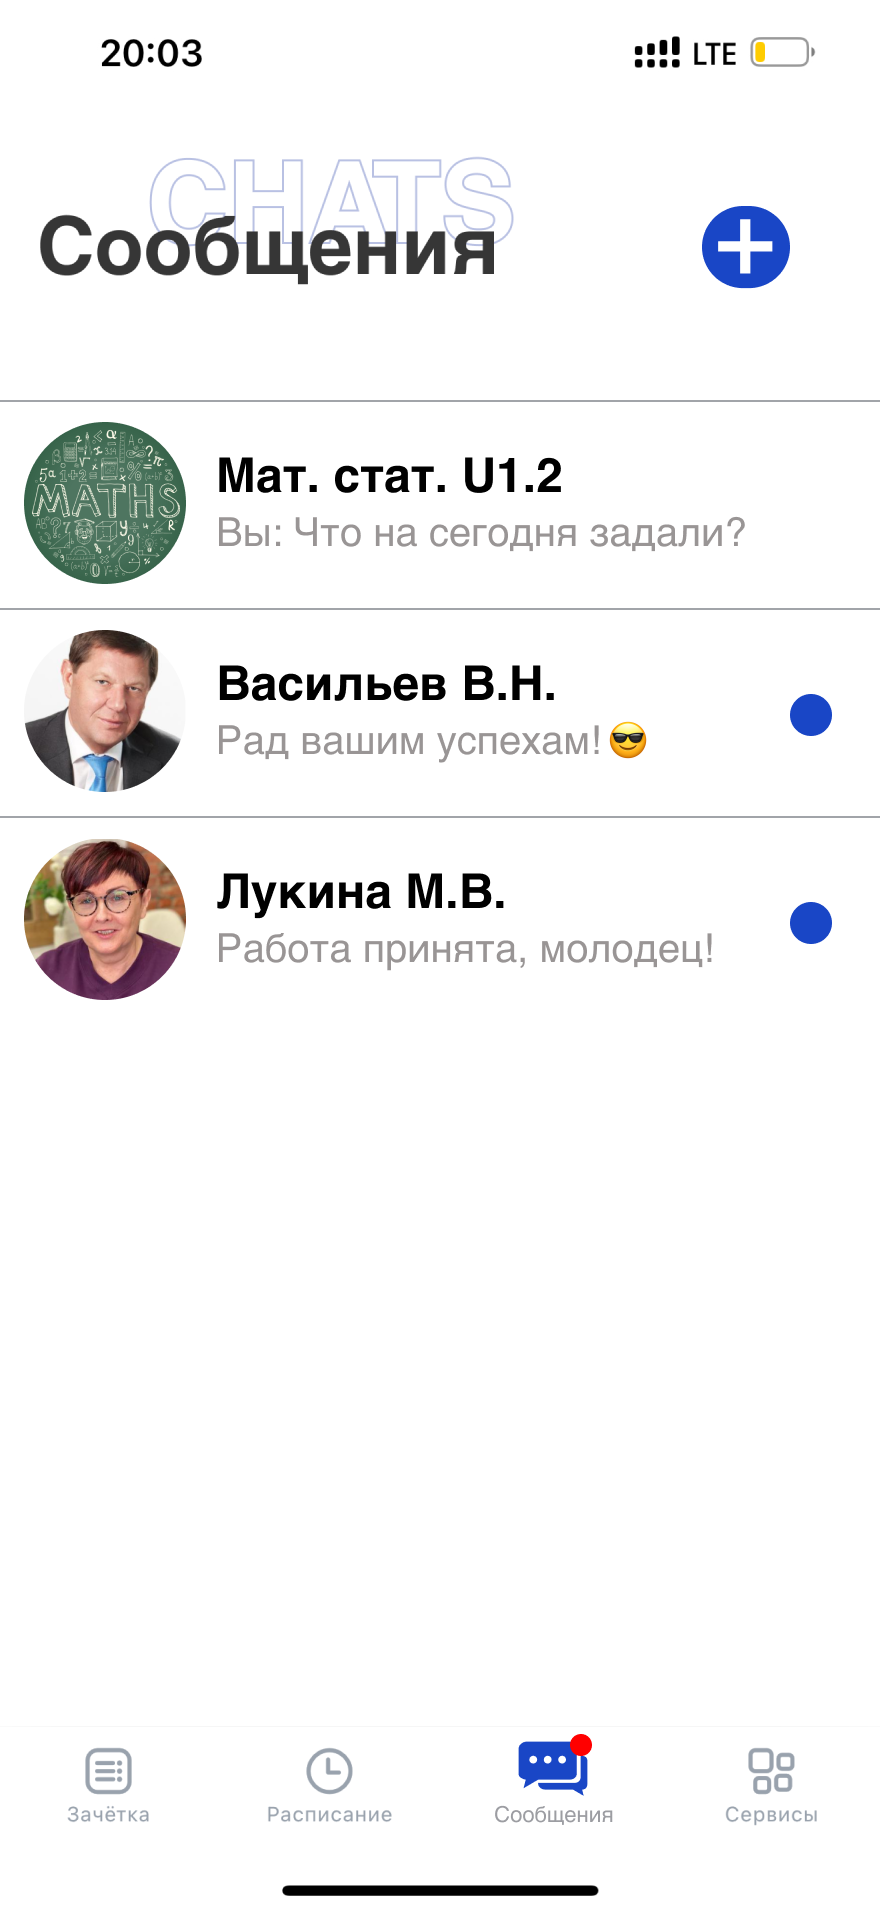 20:03 LTE
CHATS
Сообщения
MATHS
Мат. стат. U1.2
Вы: Что на сегодня задали?
Васильев В.Н.
Рад вашим успехам!😎
Лукина М.В.
Работа принята, молодец!
Зачётка Расписание Сообщения Сервисы